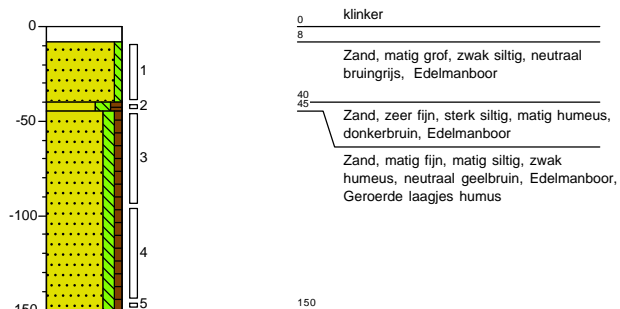 0
-50
-100
-150
1
2
3
4
5
0
klinker
8
Zand, matig grof, zwak siltig, neutraal
bruingrijs, Edelmanboor
40
45
Zand, zeer fijn, sterk siltig, matig humeus,
donkerbruin, Edelmanboor
Zand, matig fijn, matig siltig, zwak
humeus, neutraal geelbruin, Edelmanboor,
Geroerde laagjes humus
150